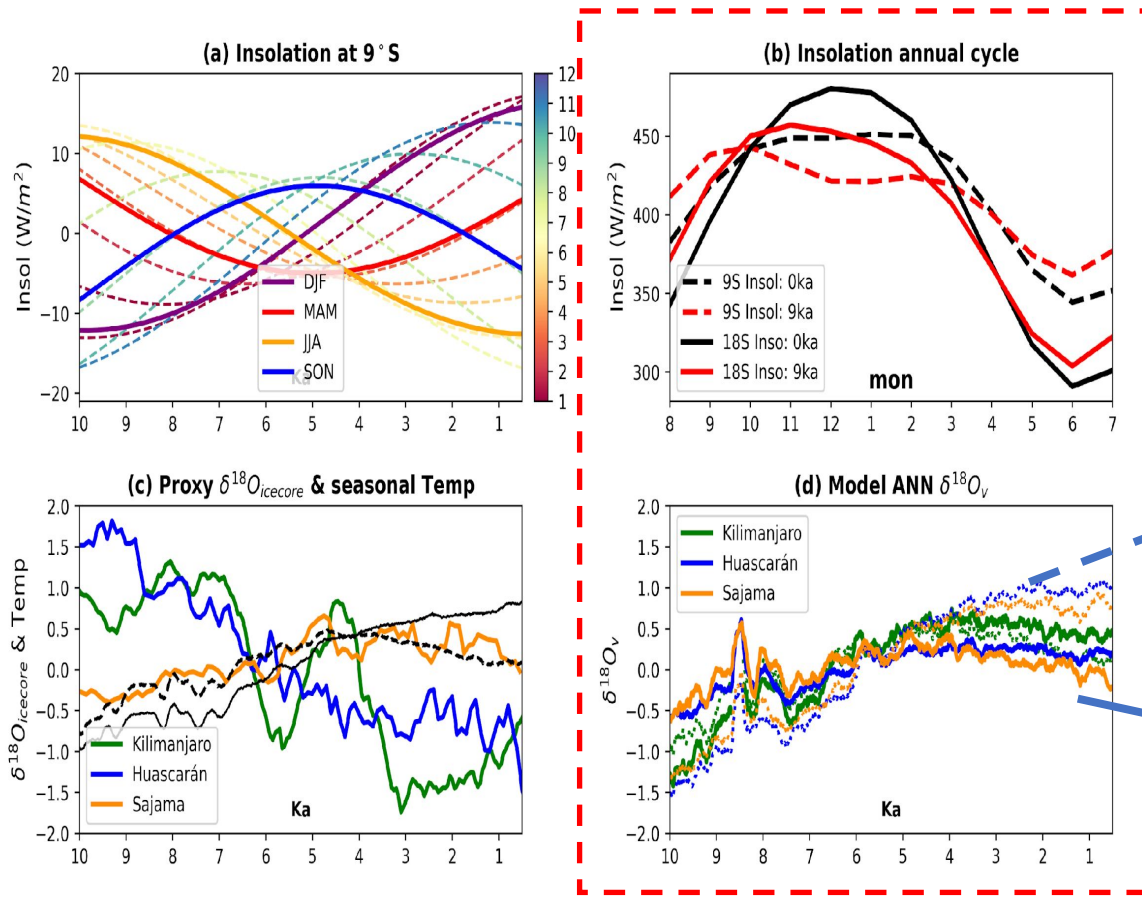 (a) Insolation at 9°S
Insol (W/m²)
20
10
0
−10
−20
10 9 8 7 6 5 4 3 2 1
DJF
MAM
JJA
SON
Ka
12
11
10
9
8
7
6
5
4
3
2
1
(b) Insolation annual cycle
Insol (W/m²)
450
400
350
300
9S Insol: 0ka
9S Insol: 9ka
18S Inso: 0ka
18S Inso: 9ka
mon
8 9 10 11 12 1 2 3 4 5 6 7
(c) Proxy δ¹⁸O_icecore & seasonal Temp
δ¹⁸O_icecore & Temp
2.0
1.5
1.0
0.5
0.0
−0.5
−1.0
−1.5
−2.0
Kilimanjaro
Huascarán
Sajama
Ka
10 9 8 7 6 5 4 3 2 1
(d) Model ANN δ¹⁸O_v
δ¹⁸O_v
2.0
1.5
1.0
0.5
0.0
−0.5
−1.0
−1.5
−2.0
Kilimanjaro
Huascarán
Sajama
Ka
10 9 8 7 6 5 4 3 2 1